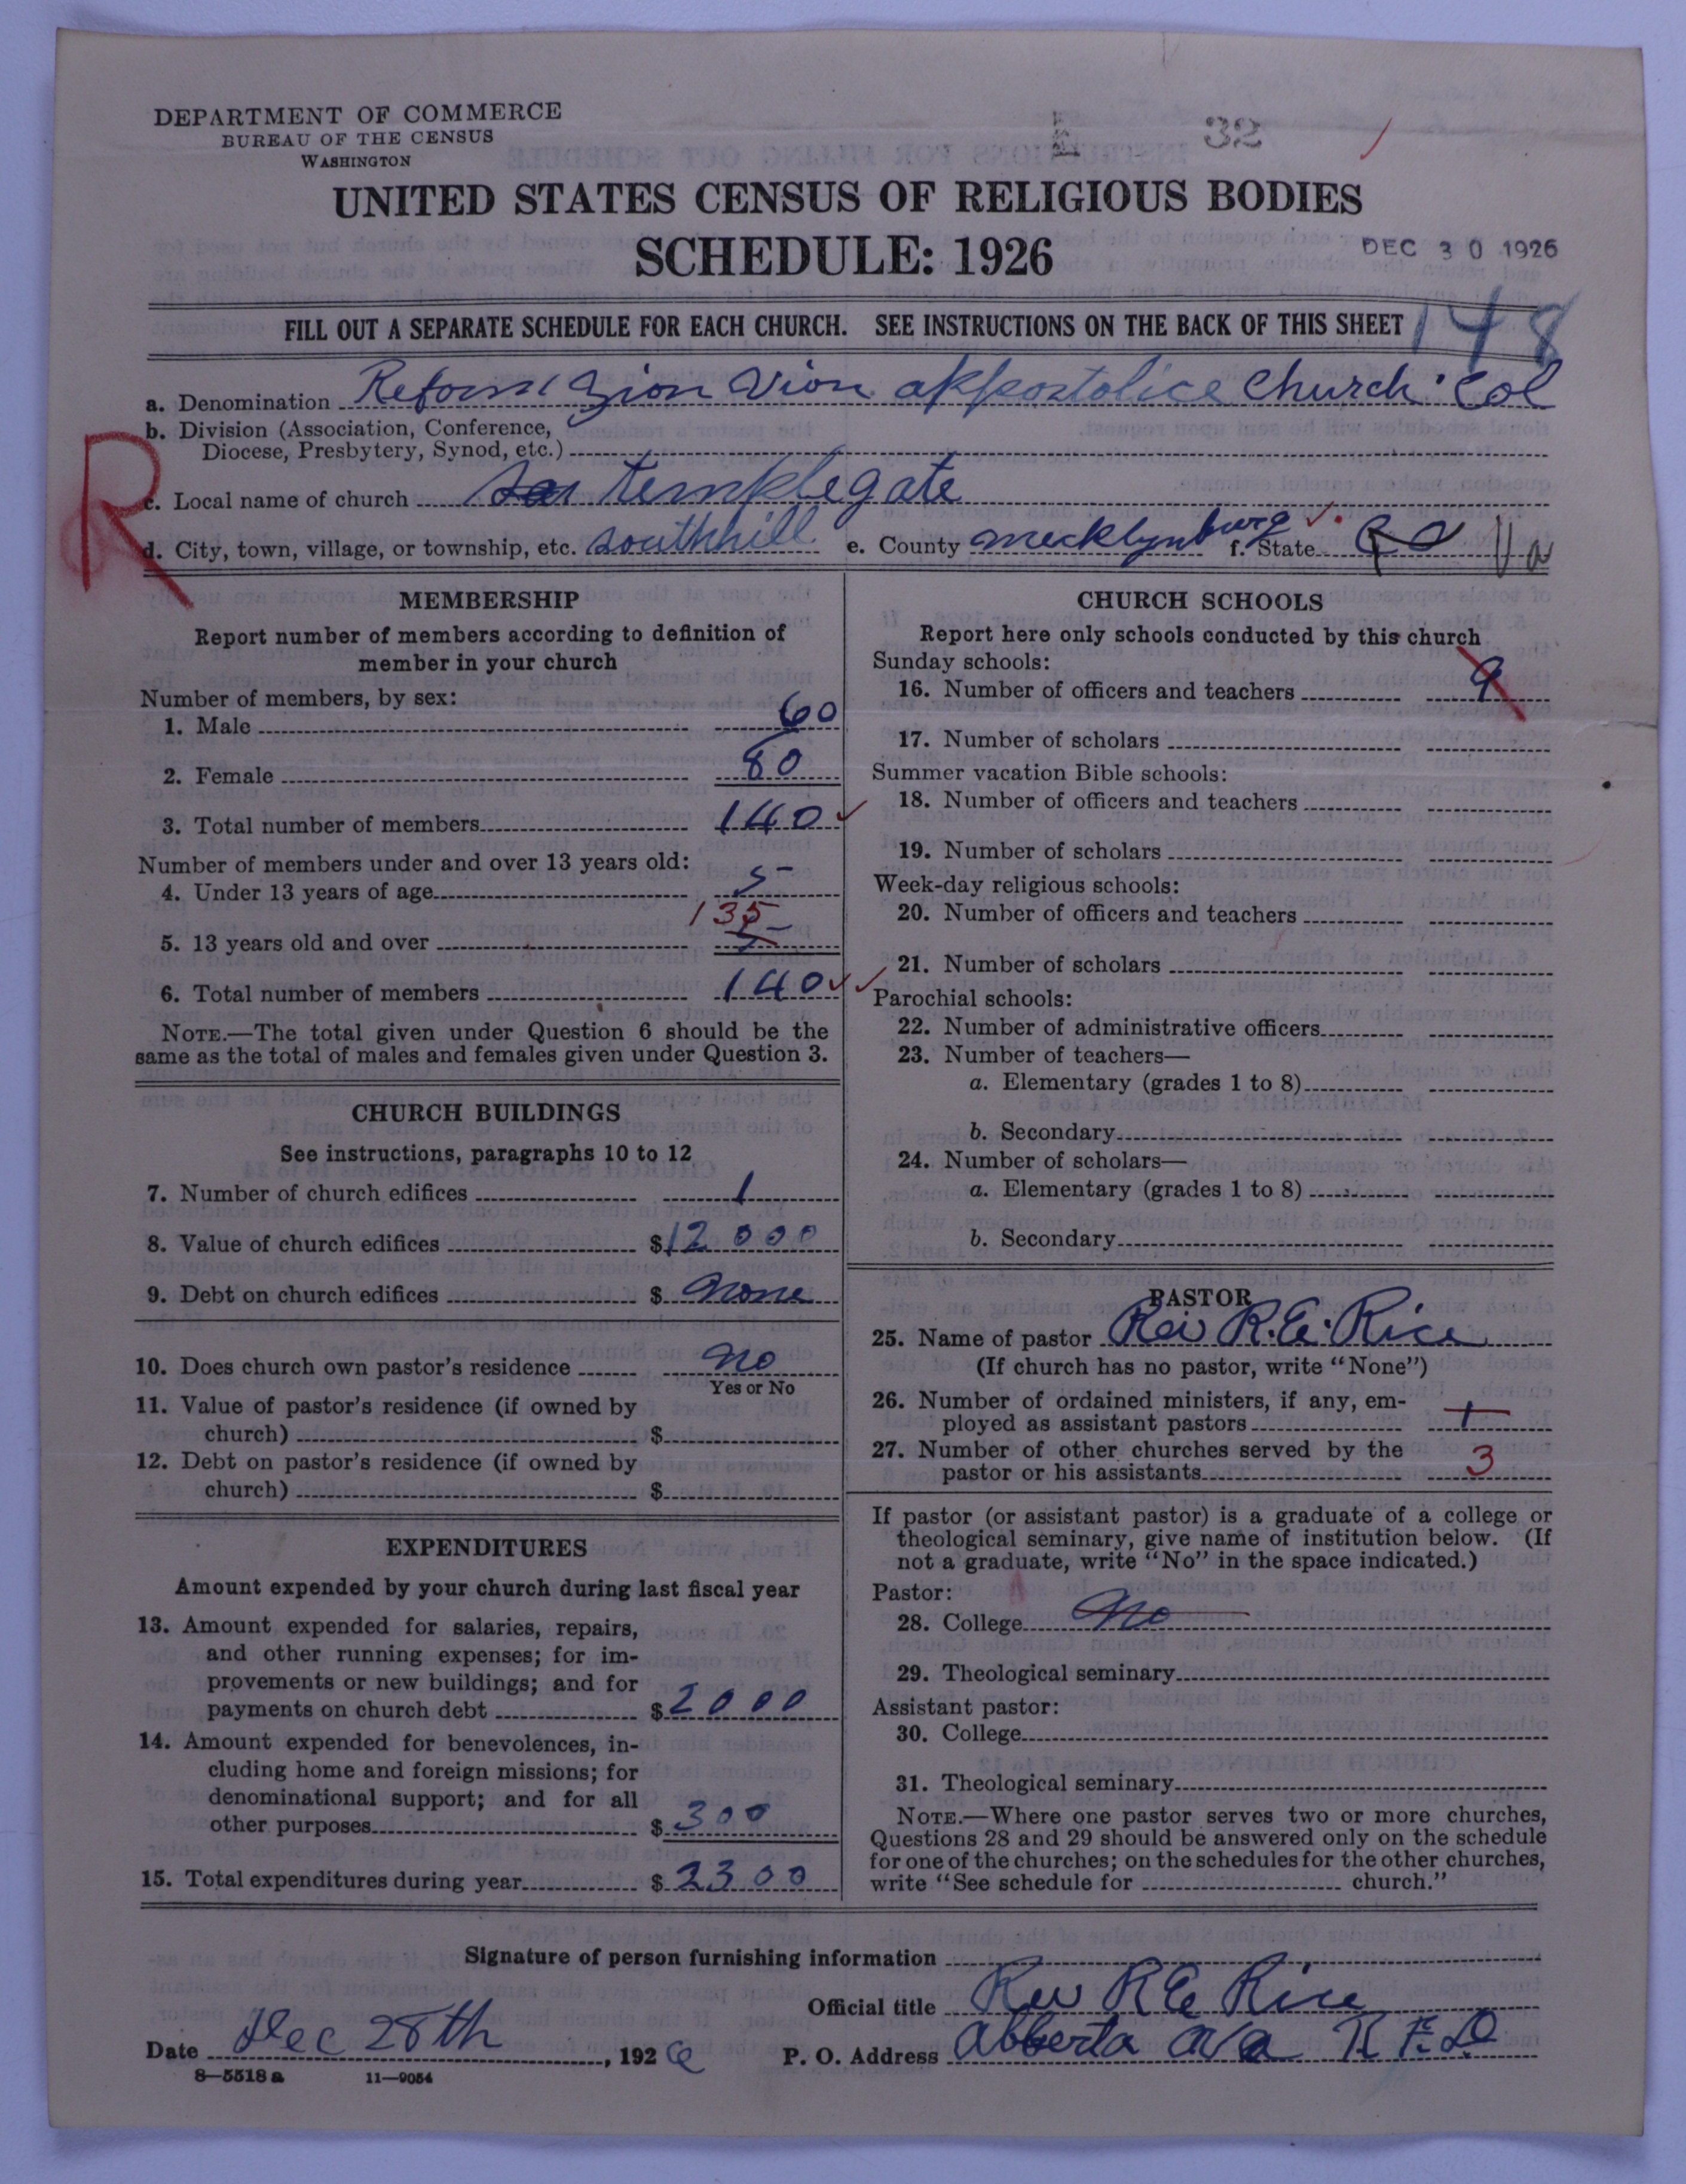 DEPARTMENT OF COMMERCE
BUREAU OF THE CENSUS
WASHINGTON
32
UNITED STATES CENSUS OF RELIGIOUS BODIES
SCHEDULE: 1926
DEC 30 1926
FILL OUT A SEPARATE SCHEDULE FOR EACH CHURCH. SEE INSTRUCTIONS ON THE BACK OF THIS SHEET
148
a. Denomination Reform Zion Union appostolice Church Col
b. Division (Association, Conference,
Diocese, Presbytery, Synod, etc.)
R
c. Local name of church templegate
d. City, town, village, or township, etc. southhill e. County mecklynburg f. State Va
MEMBERSHIP
Report number of members according to definition of
member in your church
Number of members, by sex:
1. Male 60
2. Female 80
3. Total number of members 140
Number of members under and over 13 years old:
4. Under 13 years of age 5
135
5. 13 years old and over 5
6. Total number of members 140
NOTE.—The total given under Question 6 should be the
same as the total of males and females given under Question 3.
CHURCH BUILDINGS
See instructions, paragraphs 10 to 12
7. Number of church edifices 1
8. Value of church edifices $12000
9. Debt on church edifices $ none
10. Does church own pastor's residence no
Yes or No
11. Value of pastor's residence (if owned by
church) $
12. Debt on pastor's residence (if owned by
church) $
EXPENDITURES
Amount expended by your church during last fiscal year
13. Amount expended for salaries, repairs,
and other running expenses; for im-
provements or new buildings; and for
payments on church debt $2000
14. Amount expended for benevolences, in-
cluding home and foreign missions; for
denominational support; and for all
other purposes $300
15. Total expenditures during year $2300
CHURCH SCHOOLS
Report here only schools conducted by this church
Sunday schools:
16. Number of officers and teachers 9
17. Number of scholars
Summer vacation Bible schools:
18. Number of officers and teachers
19. Number of scholars
Week-day religious schools:
20. Number of officers and teachers
21. Number of scholars
Parochial schools:
22. Number of administrative officers
23. Number of teachers—
a. Elementary (grades 1 to 8)
b. Secondary
24. Number of scholars—
a. Elementary (grades 1 to 8)
b. Secondary
PASTOR
25. Name of pastor Rev R.E. Rice
(If church has no pastor, write "None")
26. Number of ordained ministers, if any, em-
ployed as assistant pastors 1
27. Number of other churches served by the
pastor or his assistants 3
If pastor (or assistant pastor) is a graduate of a college or
theological seminary, give name of institution below. (If
not a graduate, write "No" in the space indicated.)
Pastor:
28. College no
29. Theological seminary
Assistant pastor:
30. College
31. Theological seminary
NOTE.—Where one pastor serves two or more churches,
Questions 28 and 29 should be answered only on the schedule
for one of the churches; on the schedules for the other churches,
write "See schedule for church."
Signature of person furnishing information
Official title Rev R E Rice
Date Dec 28th, 1926 P. O. Address Abberta Va R F.D
8—5518 a 11—9054